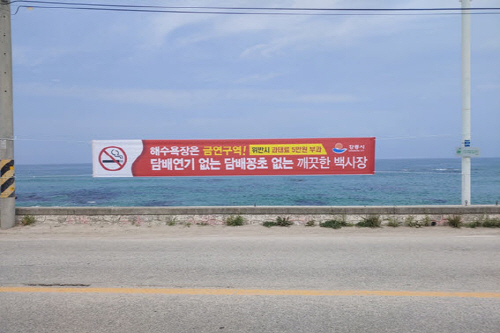 해수욕장은 금연구역! 위반시 과태료 5만원 부과 강릉시
담배연기 없는 담배꽁초 없는 깨끗한 백사장